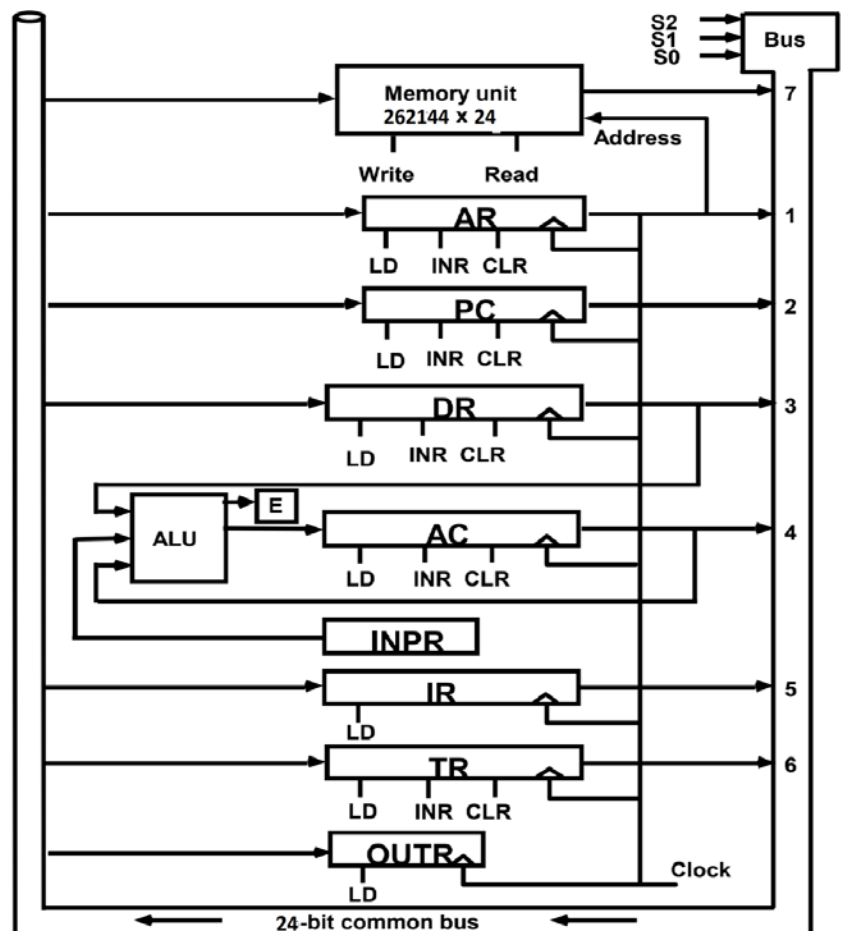 S2
S1
S0
Bus
Memory unit
262144 x 24
7
Address
Write Read
AR
1
LD INR CLR
PC
2
LD INR CLR
DR
3
LD INR CLR
E
ALU
AC
4
LD INR CLR
INPR
IR
5
LD
TR
6
LD INR CLR
OUTR
Clock
LD
24-bit common bus